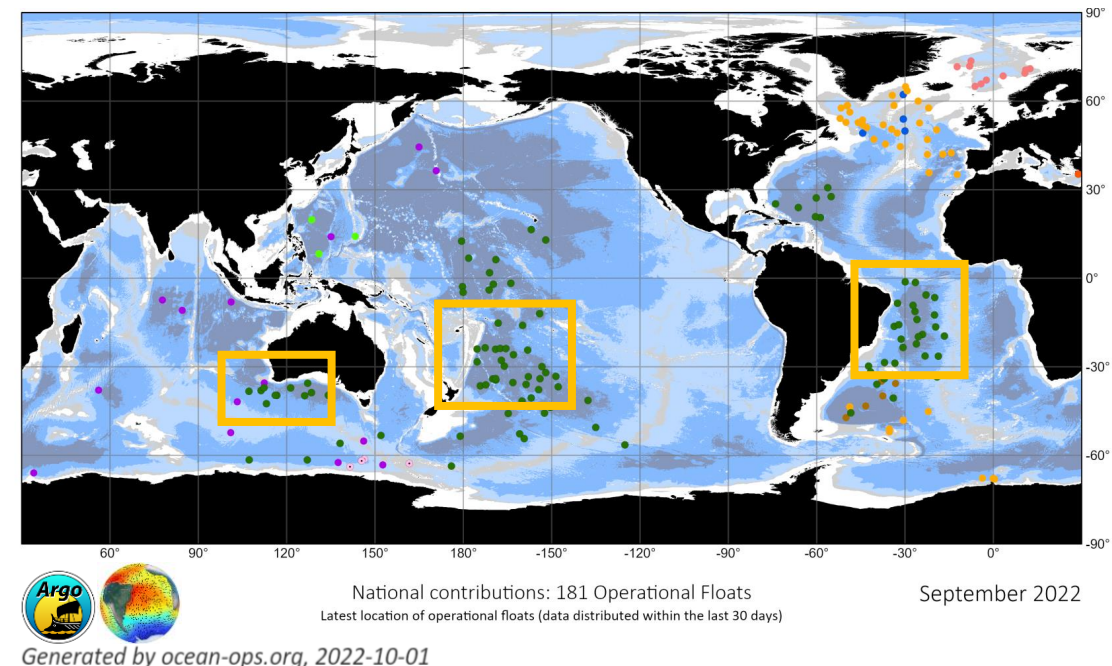 90°
60°
30°
0°
-30°
-60°
-90°
60° 90° 120° 150° 180° -150° -120° -90° -60° -30° 0°
Argo
National contributions: 181 Operational Floats
September 2022
Latest location of operational floats (data distributed within the last 30 days)
Generated by ocean-ops.org, 2022-10-01